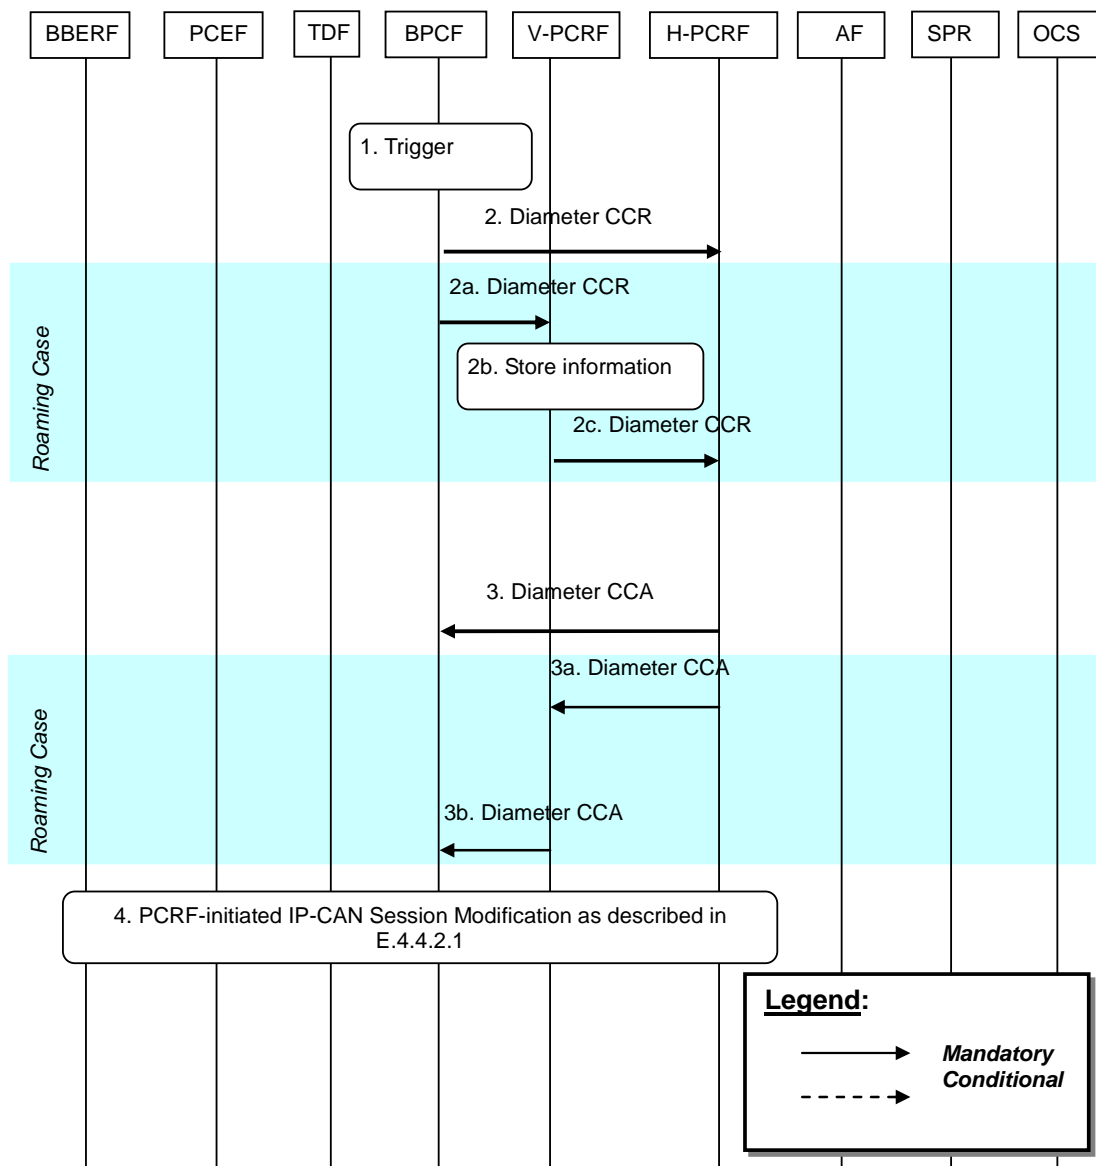 BBERF PCEF TDF BPCF V-PCRF H-PCRF AF SPR OCS
1. Trigger
2. Diameter CCR
Roaming Case
2a. Diameter CCR
2b. Store information
2c. Diameter CCR
3. Diameter CCA
Roaming Case
3a. Diameter CCA
3b. Diameter CCA
4. PCRF-initiated IP-CAN Session Modification as described in
E.4.4.2.1
Legend:
Mandatory
Conditional